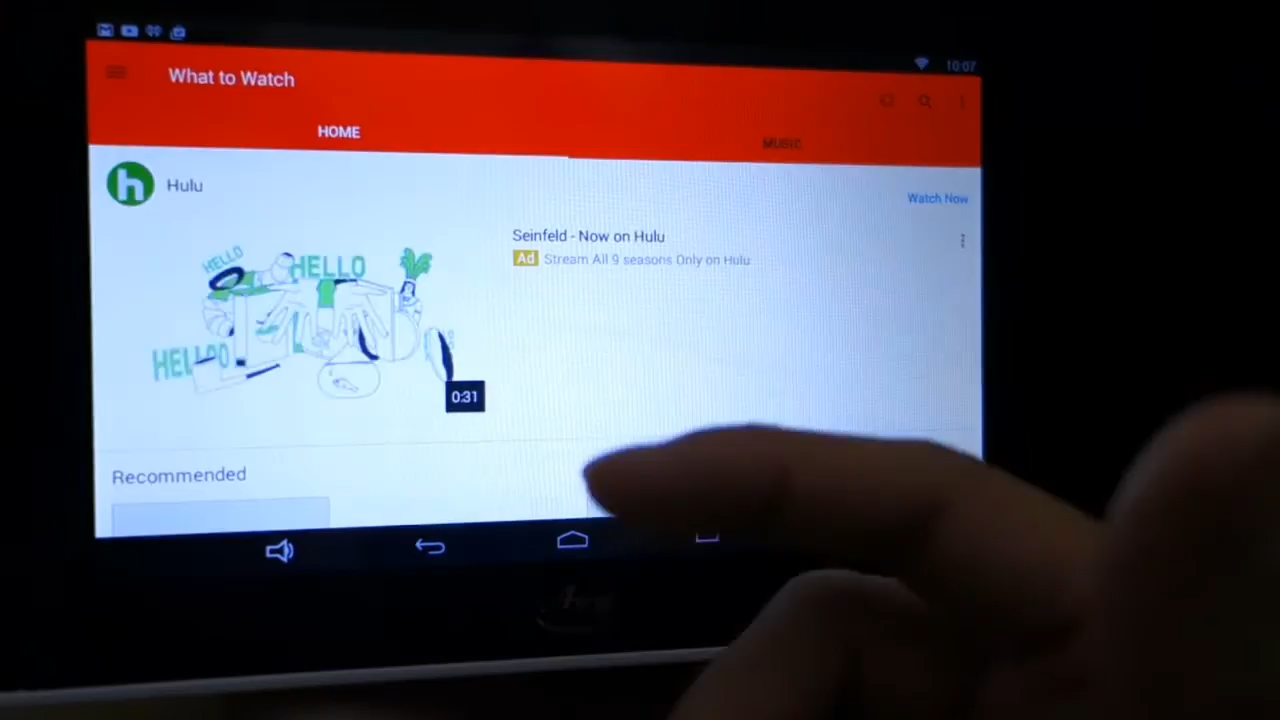 10:07
What to Watch
HOME
MUSIC
h
Hulu
Watch Now
Seinfeld - Now on Hulu
Ad Stream All 9 seasons Only on Hulu
HELLO
HELLO
HELLO
0:31
Recommended